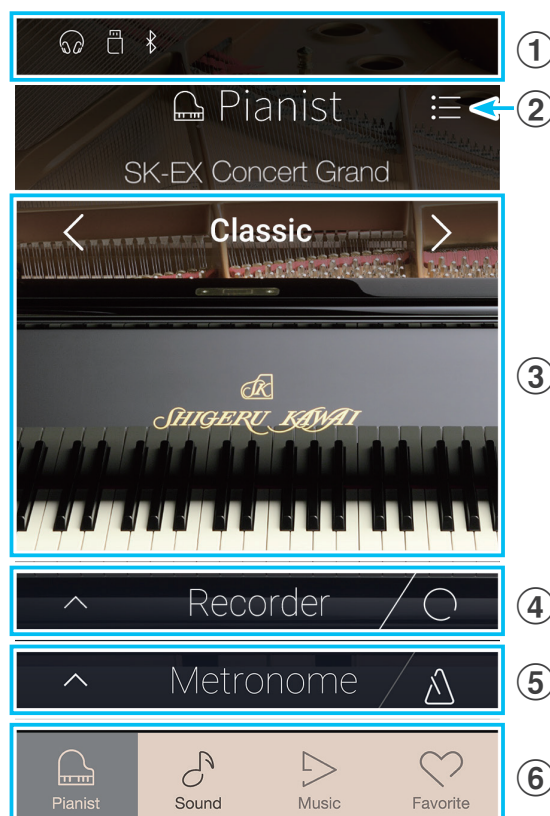 ①
Pianist
②
SK-EX Concert Grand
Classic
SK
SHIGERU KAWAI
③
Recorder
④
Metronome
⑤
Pianist Sound Music Favorite
⑥